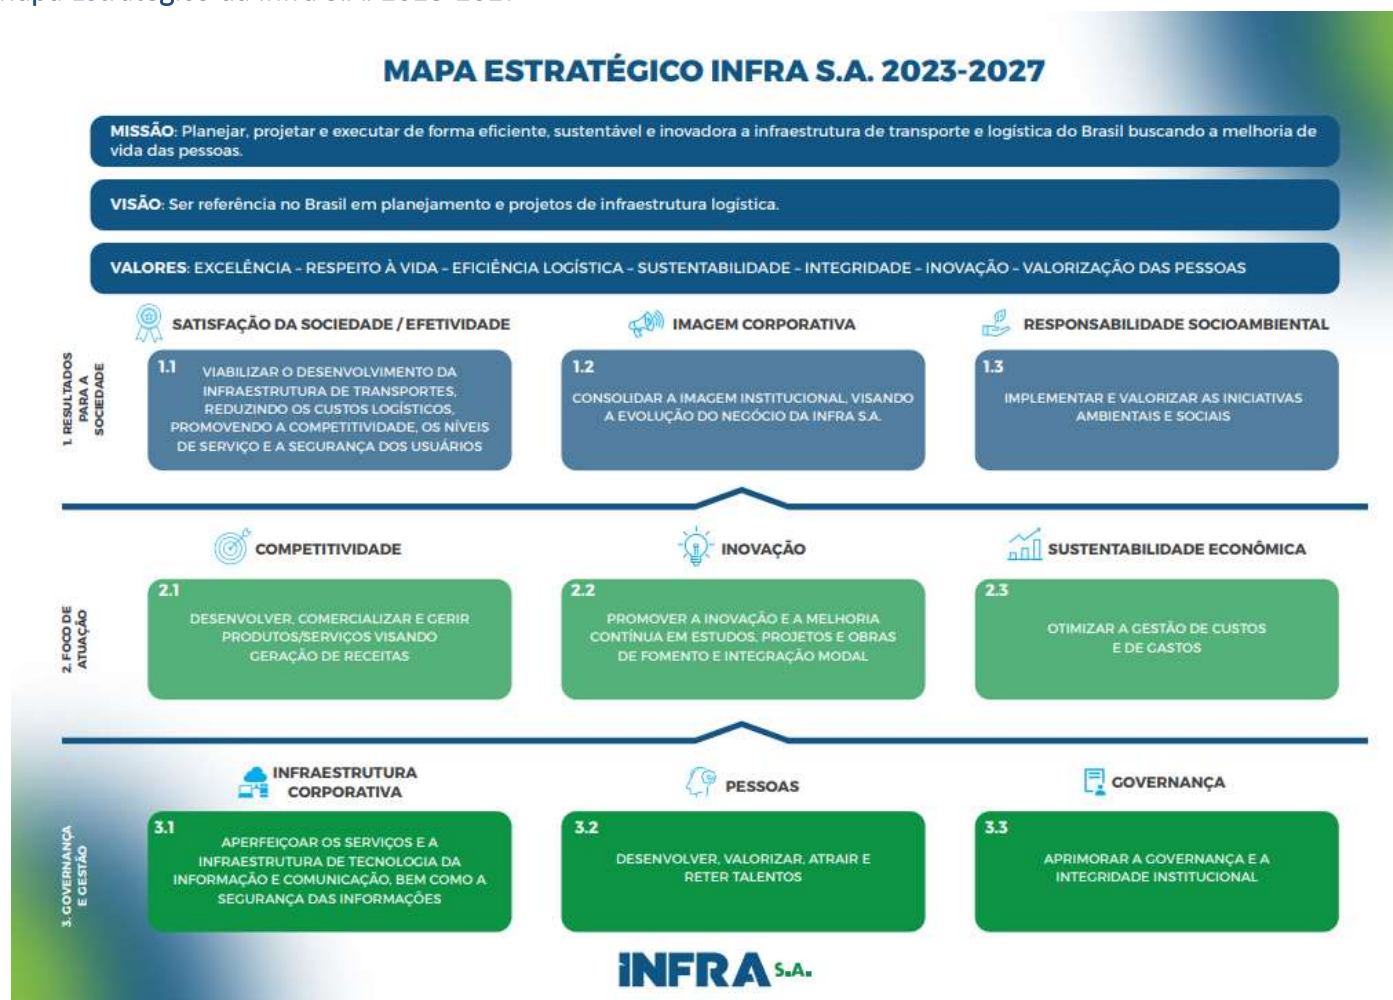 Mapa Estratégico da Infra S.A. 2023-2027
MAPA ESTRATÉGICO INFRA S.A. 2023-2027
MISSÃO: Planejar, projetar e executar de forma eficiente, sustentável e inovadora a infraestrutura de transporte e logística do Brasil buscando a melhoria de
vida das pessoas.
VISÃO: Ser referência no Brasil em planejamento e projetos de infraestrutura logística.
VALORES: EXCELÊNCIA – RESPEITO À VIDA – EFICIÊNCIA LOGÍSTICA – SUSTENTABILIDADE – INTEGRIDADE – INOVAÇÃO – VALORIZAÇÃO DAS PESSOAS
1. RESULTADOS
PARA A
SOCIEDADE
SATISFAÇÃO DA SOCIEDADE / EFETIVIDADE
1.1
VIABILIZAR O DESENVOLVIMENTO DA
INFRAESTRUTURA DE TRANSPORTES,
REDUZINDO OS CUSTOS LOGÍSTICOS,
PROMOVENDO A COMPETITIVIDADE, OS NÍVEIS
DE SERVIÇO E A SEGURANÇA DOS USUÁRIOS
IMAGEM CORPORATIVA
1.2
CONSOLIDAR A IMAGEM INSTITUCIONAL, VISANDO
A EVOLUÇÃO DO NEGÓCIO DA INFRA S.A.
RESPONSABILIDADE SOCIOAMBIENTAL
1.3
IMPLEMENTAR E VALORIZAR AS INICIATIVAS
AMBIENTAIS E SOCIAIS
2. FOCO DE
ATUAÇÃO
COMPETITIVIDADE
2.1
DESENVOLVER, COMERCIALIZAR E GERIR
PRODUTOS/SERVIÇOS VISANDO
GERAÇÃO DE RECEITAS
INOVAÇÃO
2.2
PROMOVER A INOVAÇÃO E A MELHORIA
CONTÍNUA EM ESTUDOS, PROJETOS E OBRAS
DE FOMENTO E INTEGRAÇÃO MODAL
SUSTENTABILIDADE ECONÔMICA
2.3
OTIMIZAR A GESTÃO DE CUSTOS
E DE GASTOS
3. GOVERNANÇA
E GESTÃO
INFRAESTRUTURA
CORPORATIVA
3.1
APERFEIÇOAR OS SERVIÇOS E A
INFRAESTRUTURA DE TECNOLOGIA DA
INFORMAÇÃO E COMUNICAÇÃO, BEM COMO A
SEGURANÇA DAS INFORMAÇÕES
PESSOAS
3.2
DESENVOLVER, VALORIZAR, ATRAIR E
RETER TALENTOS
GOVERNANÇA
3.3
APRIMORAR A GOVERNANÇA E A
INTEGRIDADE INSTITUCIONAL
INFRA S.A.